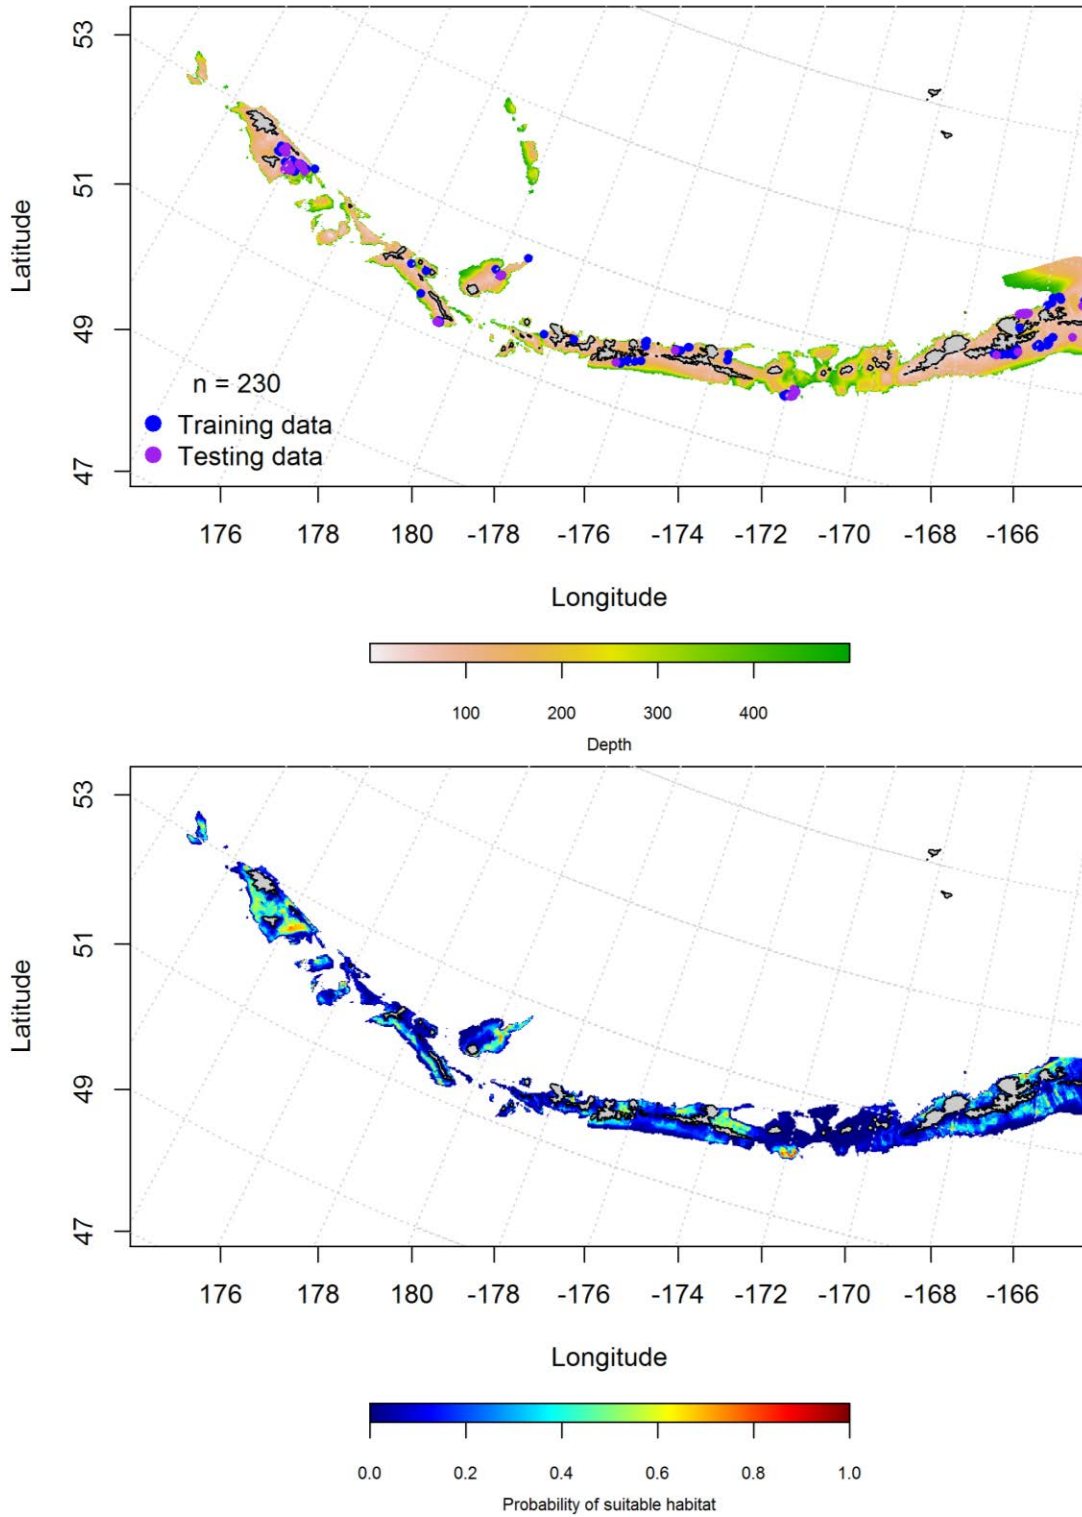 53
51
49
47
Latitude
n = 230
Training data
Testing data
176 178 180 -178 -176 -174 -172 -170 -168 -166
Longitude
100 200 300 400
Depth
53
51
49
47
Latitude
176 178 180 -178 -176 -174 -172 -170 -168 -166
Longitude
0.0 0.2 0.4 0.6 0.8 1.0
Probability of suitable habitat